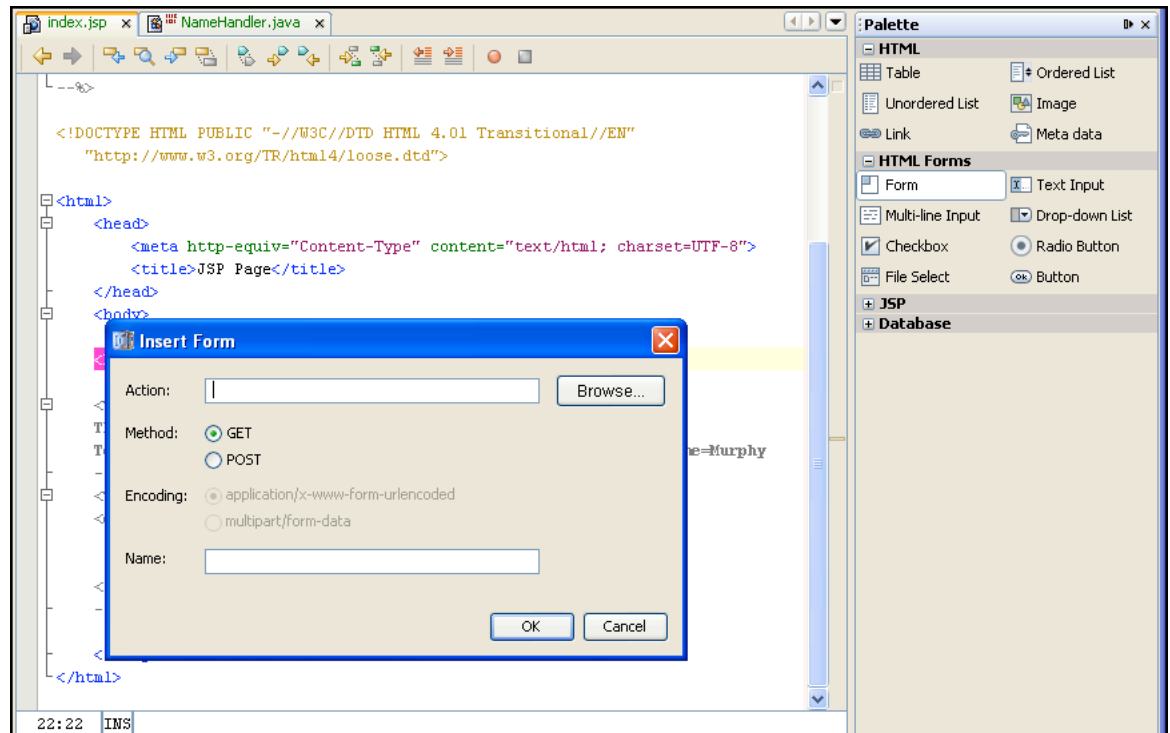 index.jsp x NameHandler.java x
--%>
<!DOCTYPE HTML PUBLIC "-//W3C//DTD HTML 4.01 Transitional//EN"
"http://www.w3.org/TR/html4/loose.dtd">
<html>
<head>
<meta http-equiv="Content-Type" content="text/html; charset=UTF-8">
<title>JSP Page</title>
</head>
<body>
Insert Form
Action:
Browse...
Method:
GET
POST
=Murphy
Encoding:
application/x-www-form-urlencoded
multipart/form-data
Name:
OK Cancel
</html>
22:22 INS
Palette
HTML
Table Ordered List
Unordered List Image
Link Meta data
HTML Forms
Form Text Input
Multi-line Input Drop-down List
Checkbox Radio Button
File Select Button
JSP
Database